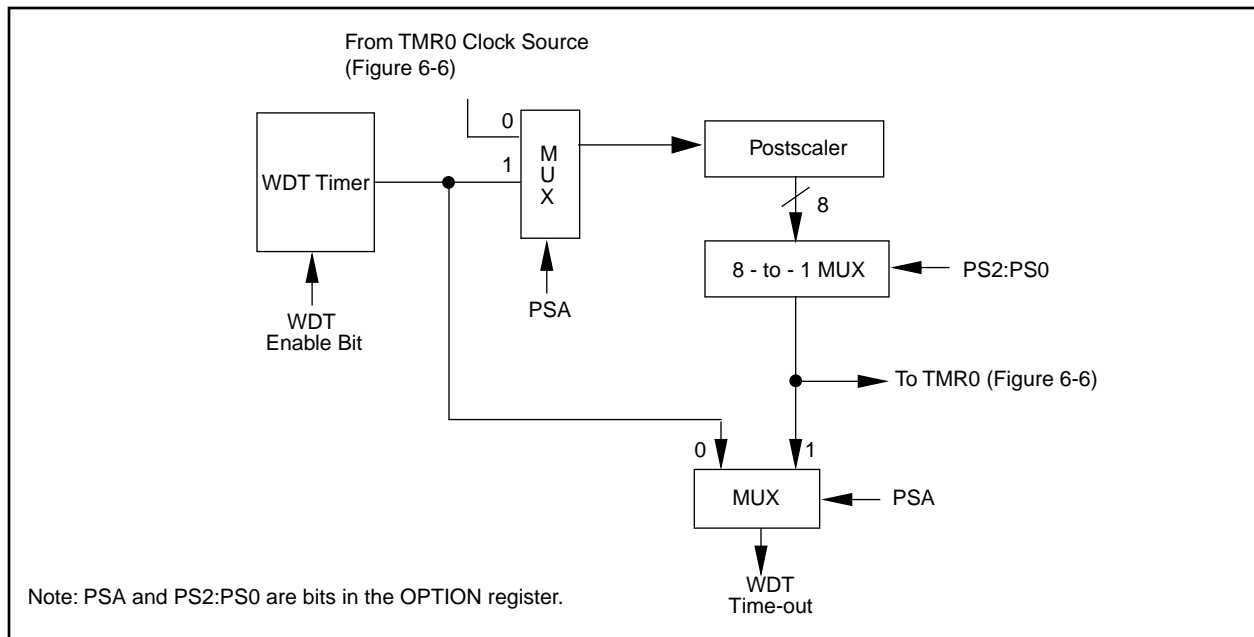 From TMR0 Clock Source
(Figure 6-6)
0
1
M
U
X
WDT Timer
Postscaler
8
8 - to - 1 MUX
PS2:PS0
PSA
WDT
Enable Bit
To TMR0 (Figure 6-6)
0
1
MUX
PSA
WDT
Time-out
Note: PSA and PS2:PS0 are bits in the OPTION register.